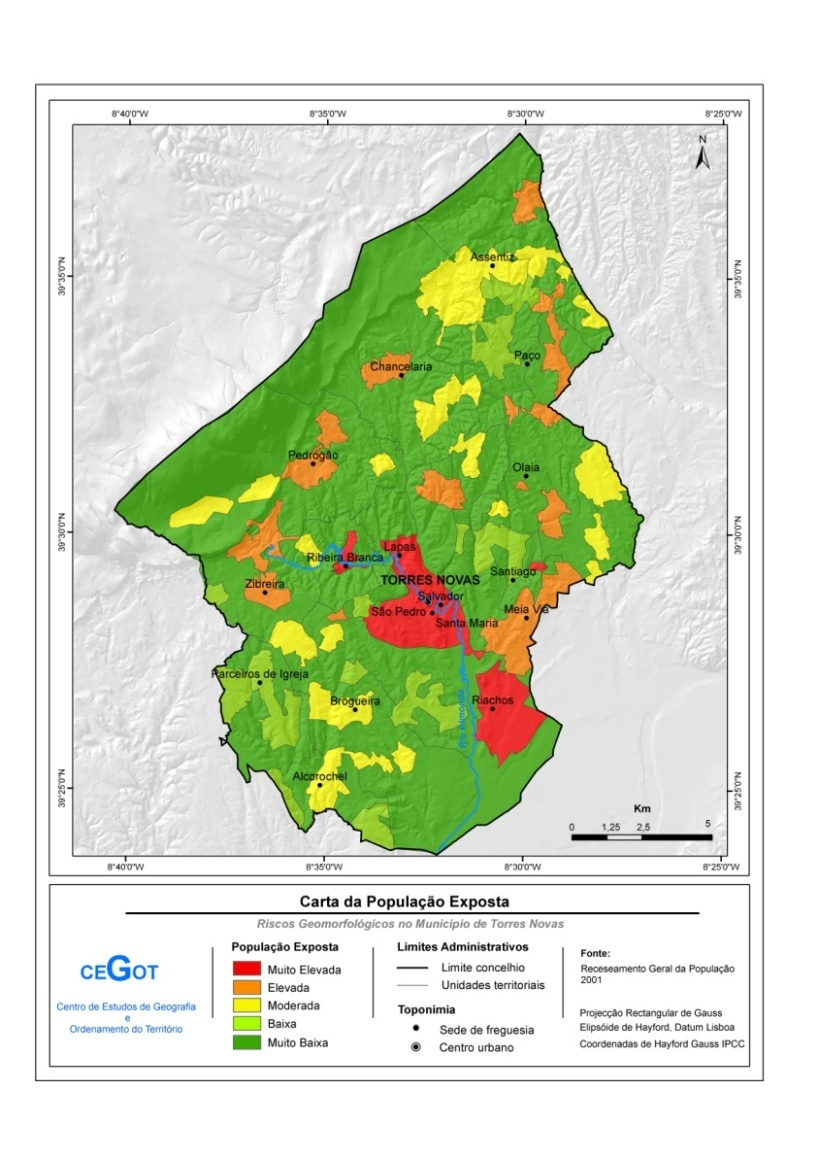 8°40'0"W 8°35'0"W 8°30'0"W 8°25'0"W
N
Assentiz
39°35'0"N 39°35'0"N
Paço
Chancelaria
Pedrogão
Olaia
39°30'0"N 39°30'0"N
Lapas
Ribeira Branca
Santiago
TORRES NOVAS
Zibreira
Salvador
São Pedro
Meia Via
Santa Maria
Parceiros de Igreja
Brogueira
Riachos
Rio Almonda
Alcorochel
39°25'0"N 39°25'0"N
Km
0 1,25 2,5 5
8°40'0"W 8°35'0"W 8°30'0"W 8°25'0"W
Carta da População Exposta
Riscos Geomorfológicos no Município de Torres Novas
CEGOT
Centro de Estudos de Geografia
e
Ordenamento do Território
População Exposta
Muito Elevada
Elevada
Moderada
Baixa
Muito Baixa
Limites Administrativos
Limite concelho
Unidades territoriais
Toponimia
Sede de freguesia
Centro urbano
Fonte:
Receseamento Geral da População
2001
Projecção Rectangular de Gauss
Elipsóide de Hayford, Datum Lisboa
Coordenadas de Hayford Gauss IPCC